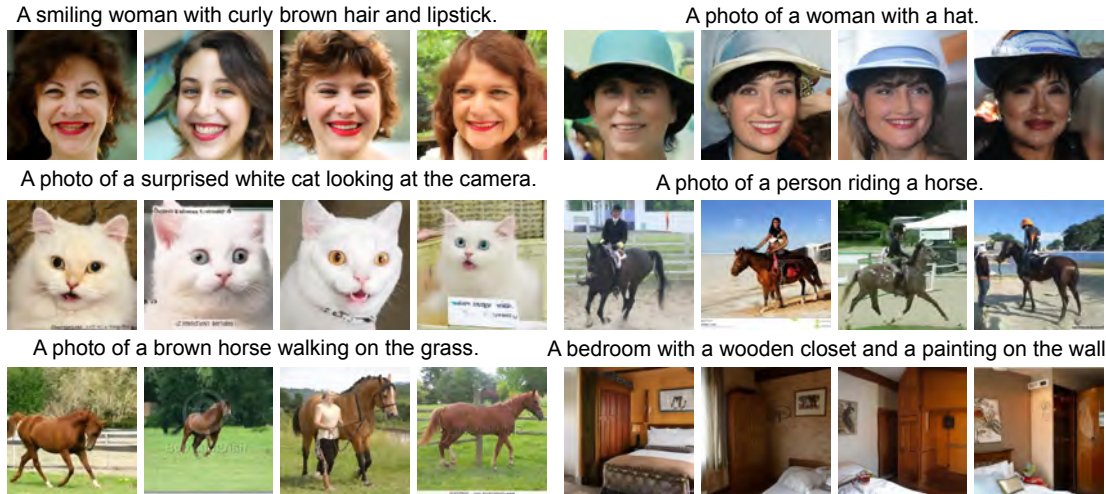 A smiling woman with curly brown hair and lipstick.
A photo of a woman with a hat.
A photo of a surprised white cat looking at the camera.
A photo of a person riding a horse.
A photo of a brown horse walking on the grass.
A bedroom with a wooden closet and a painting on the wall